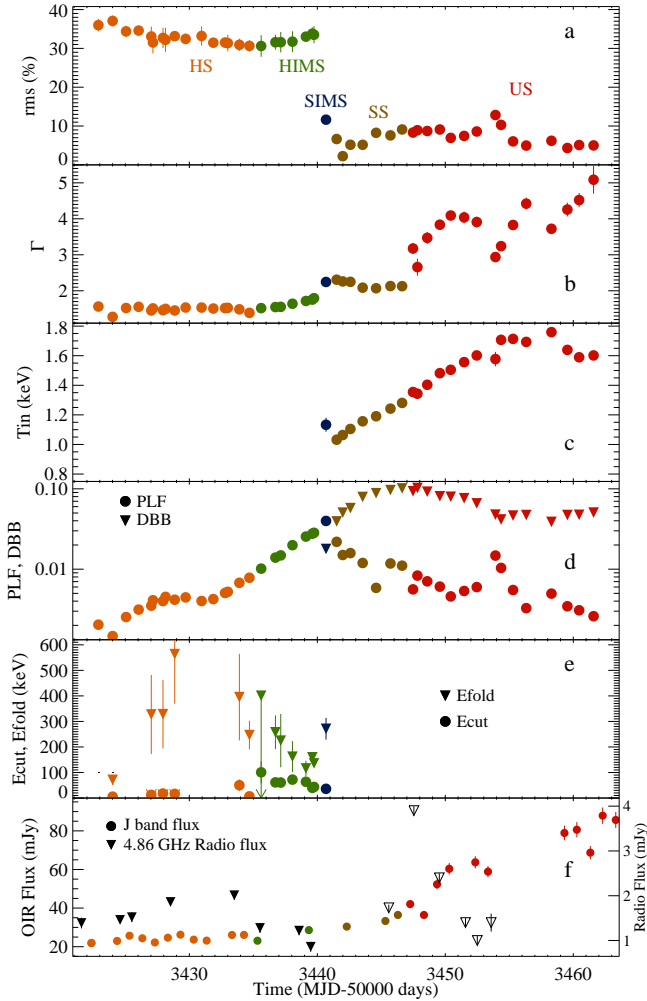 40
30
20
10
0
rms (%)
a
HS
HIMS
SIMS
SS
US
5
4
3
2
Γ
b
1.8
1.6
1.4
1.2
1.0
0.8
Tin (keV)
c
0.10
0.01
PLF, DBB
PLF
DBB
d
600
500
400
300
200
100
0
Ecut, Efold (keV)
e
Efold
Ecut
80
60
40
20
OIR Flux (mJy)
J band flux
4.86 GHz Radio flux
f
4
3
2
1
Radio Flux (mJy)
3430
3440
3450
3460
Time (MJD-50000 days)